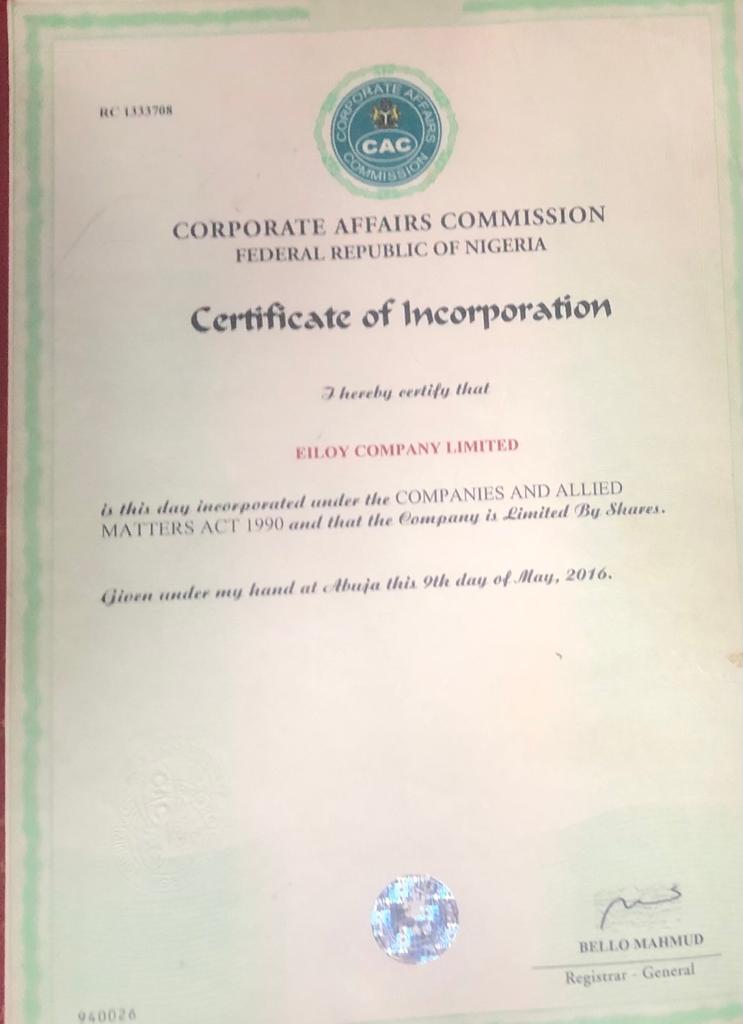 RC 1333708
CORPORATE AFFAIRS COMMISSION
CAC
CORPORATE AFFAIRS COMMISSION
FEDERAL REPUBLIC OF NIGERIA
Certificate of Incorporation
I hereby certify that
EILOY COMPANY LIMITED
is this day incorporated under the COMPANIES AND ALLIED
MATTERS ACT 1990 and that the Company is Limited By Shares.
Given under my hand at Abuja this 9th day of May, 2016.
BELLO MAHMUD
Registrar - General
940026